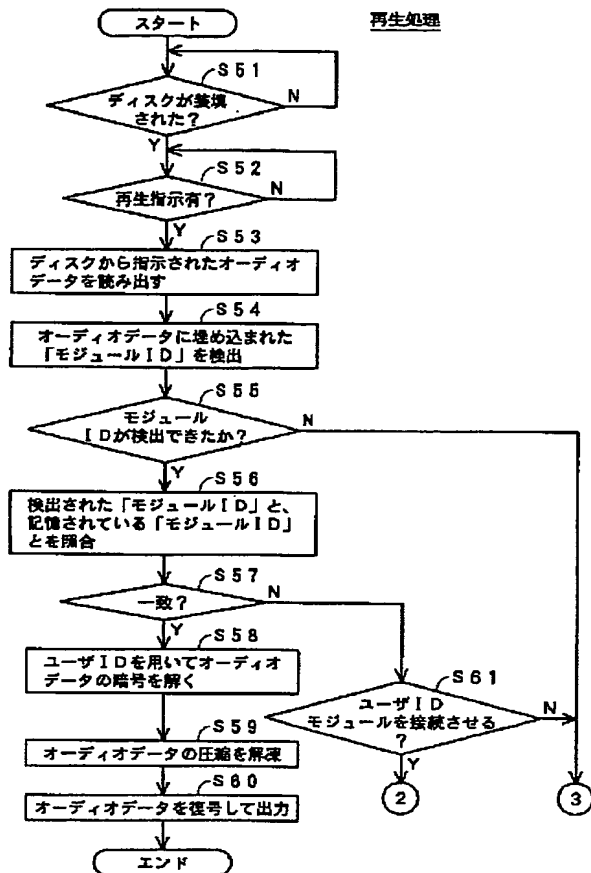 再生処理
スタート
S51
ディスクが装填
された?
N
Y
S52
再生指示有?
N
Y
S53
ディスクから指示されたオーディオ
データを読み出す
S54
オーディオデータに埋め込まれた
「モジュールID」を検出
S55
モジュール
IDが検出できたか?
N
Y
S56
検出された「モジュールID」と、
記憶されている「モジュールID」
とを照合
S57
一致?
N
Y
S58
ユーザIDを用いてオーディオ
データの暗号を解く
S61
ユーザID
モジュールを接続させる
?
N
Y
S59
オーディオデータの圧縮を解凍
S60
オーディオデータを復号して出力
2
3
エンド